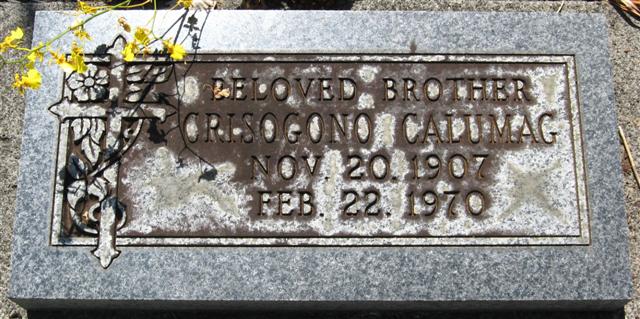 BELOVED BROTHER
CRISOGONO CALUMAG
NOV. 20. 1907
FEB. 22. 1970